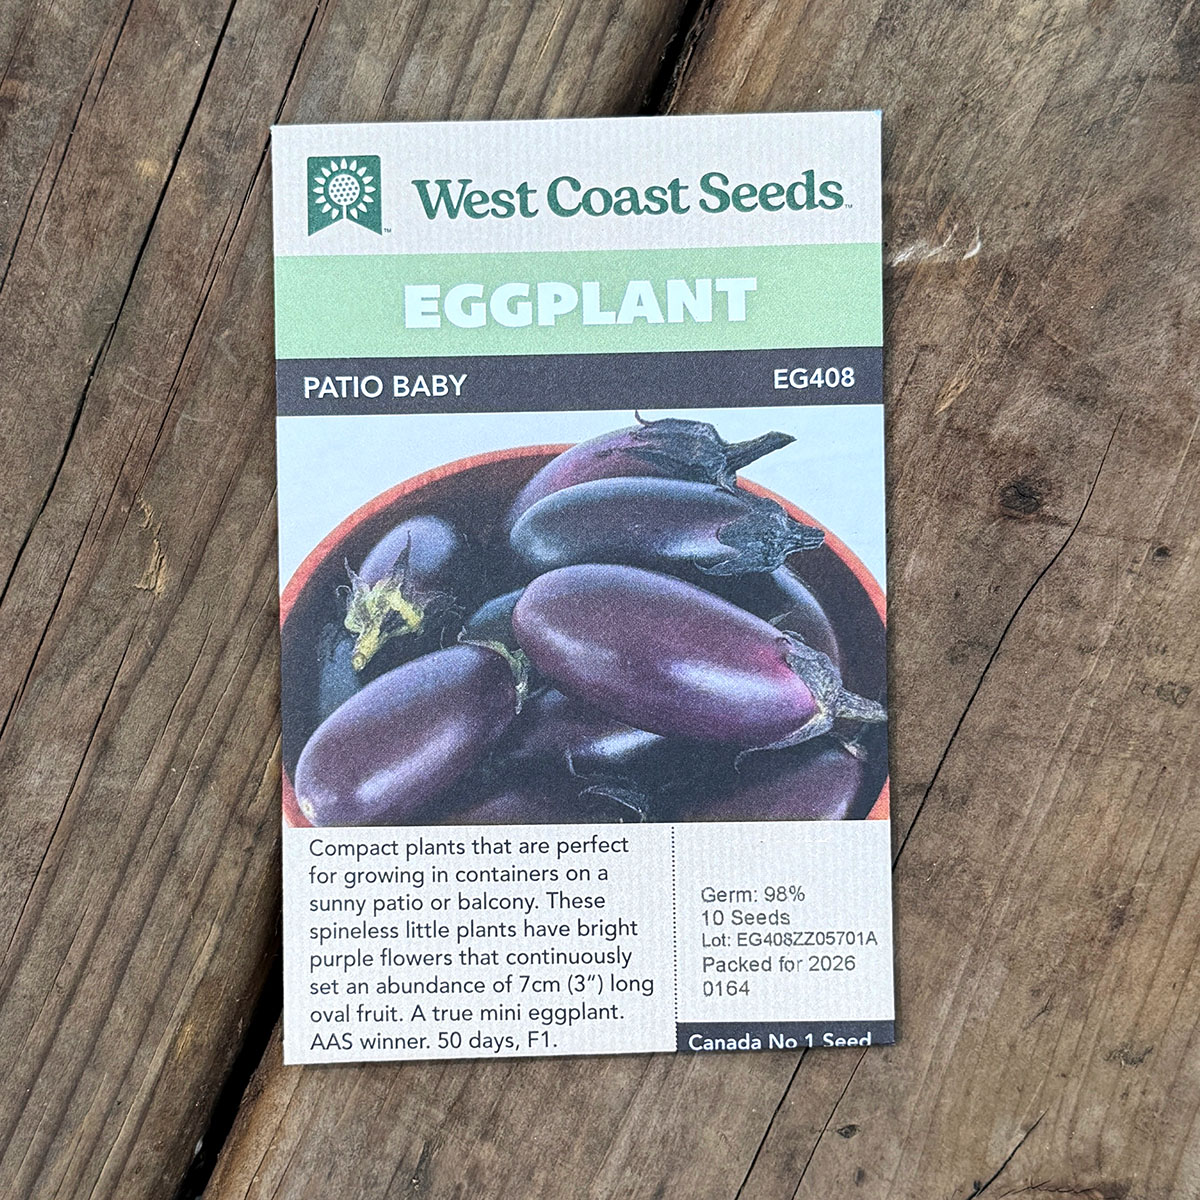 West Coast Seeds™
EGGPLANT
PATIO BABY
EG408
Compact plants that are perfect
for growing in containers on a
sunny patio or balcony. These
spineless little plants have bright
purple flowers that continuously
set an abundance of 7cm (3”) long
oval fruit. A true mini eggplant.
AAS winner. 50 days, F1.
Germ: 98%
10 Seeds
Lot: EG408ZZ05701A
Packed for 2026
0164
Canada No 1 Seed